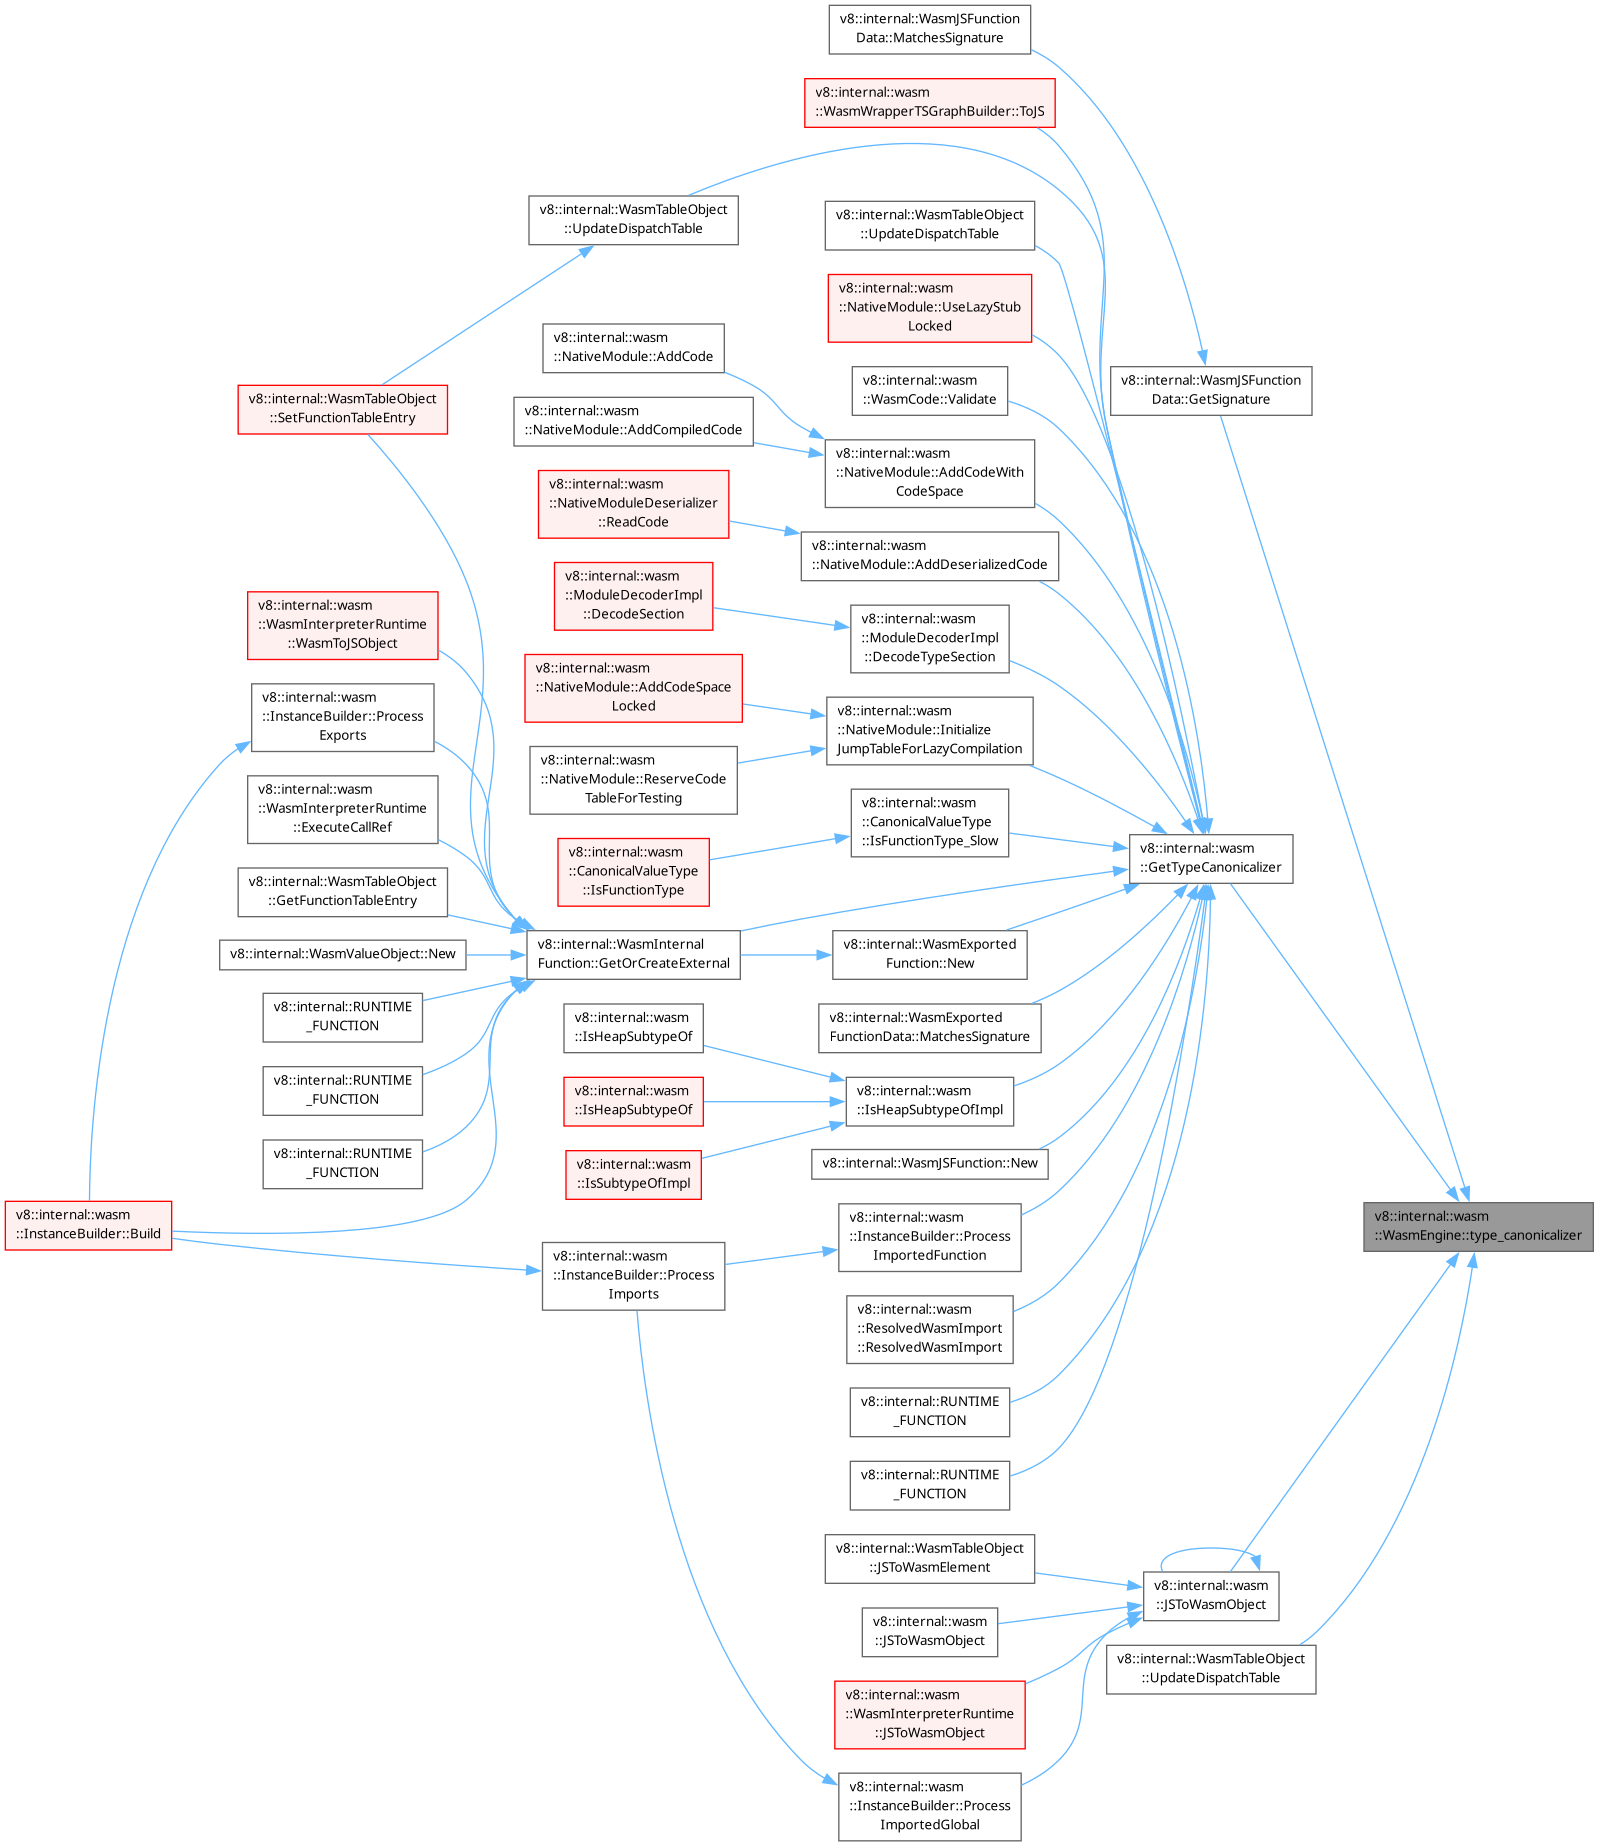 v8::internal::WasmJSFunction
Data::MatchesSignature
v8::internal::wasm
::WasmWrapperTSGraphBuilder::ToJS
v8::internal::WasmTableObject
::UpdateDispatchTable
v8::internal::WasmTableObject
::UpdateDispatchTable
v8::internal::wasm
::NativeModule::UseLazyStub
Locked
v8::internal::wasm
::NativeModule::AddCode
v8::internal::wasm
::WasmCode::Validate
v8::internal::WasmJSFunction
Data::GetSignature
v8::internal::WasmTableObject
::SetFunctionTableEntry
v8::internal::wasm
::NativeModule::AddCompiledCode
v8::internal::wasm
::NativeModule::AddCodeWith
CodeSpace
v8::internal::wasm
::NativeModuleDeserializer
::ReadCode
v8::internal::wasm
::NativeModule::AddDeserializedCode
v8::internal::wasm
::ModuleDecoderImpl
::DecodeSection
v8::internal::wasm
::WasmInterpreterRuntime
::WasmToJSObject
v8::internal::wasm
::ModuleDecoderImpl
::DecodeTypeSection
v8::internal::wasm
::NativeModule::AddCodeSpace
Locked
v8::internal::wasm
::InstanceBuilder::Process
Exports
v8::internal::wasm
::NativeModule::Initialize
JumpTableForLazyCompilation
v8::internal::wasm
::NativeModule::ReserveCode
TableForTesting
v8::internal::wasm
::WasmInterpreterRuntime
::ExecuteCallRef
v8::internal::wasm
::CanonicalValueType
::IsFunctionType_Slow
v8::internal::wasm
::GetTypeCanonicalizer
v8::internal::wasm
::CanonicalValueType
::IsFunctionType
v8::internal::WasmTableObject
::GetFunctionTableEntry
v8::internal::WasmInternal
Function::GetOrCreateExternal
v8::internal::WasmExported
Function::New
v8::internal::WasmValueObject::New
v8::internal::RUNTIME
_FUNCTION
v8::internal::wasm
::IsHeapSubtypeOf
v8::internal::WasmExported
FunctionData::MatchesSignature
v8::internal::RUNTIME
_FUNCTION
v8::internal::wasm
::IsHeapSubtypeOf
v8::internal::wasm
::IsHeapSubtypeOfImpl
v8::internal::RUNTIME
_FUNCTION
v8::internal::wasm
::IsSubtypeOfImpl
v8::internal::WasmJSFunction::New
v8::internal::wasm
::InstanceBuilder::Build
v8::internal::wasm
::InstanceBuilder::Process
ImportedFunction
v8::internal::wasm
::WasmEngine::type_canonicalizer
v8::internal::wasm
::InstanceBuilder::Process
Imports
v8::internal::wasm
::ResolvedWasmImport
::ResolvedWasmImport
v8::internal::RUNTIME
_FUNCTION
v8::internal::RUNTIME
_FUNCTION
v8::internal::WasmTableObject
::JSToWasmElement
v8::internal::wasm
::JSToWasmObject
v8::internal::wasm
::JSToWasmObject
v8::internal::WasmTableObject
::UpdateDispatchTable
v8::internal::wasm
::WasmInterpreterRuntime
::JSToWasmObject
v8::internal::wasm
::InstanceBuilder::Process
ImportedGlobal